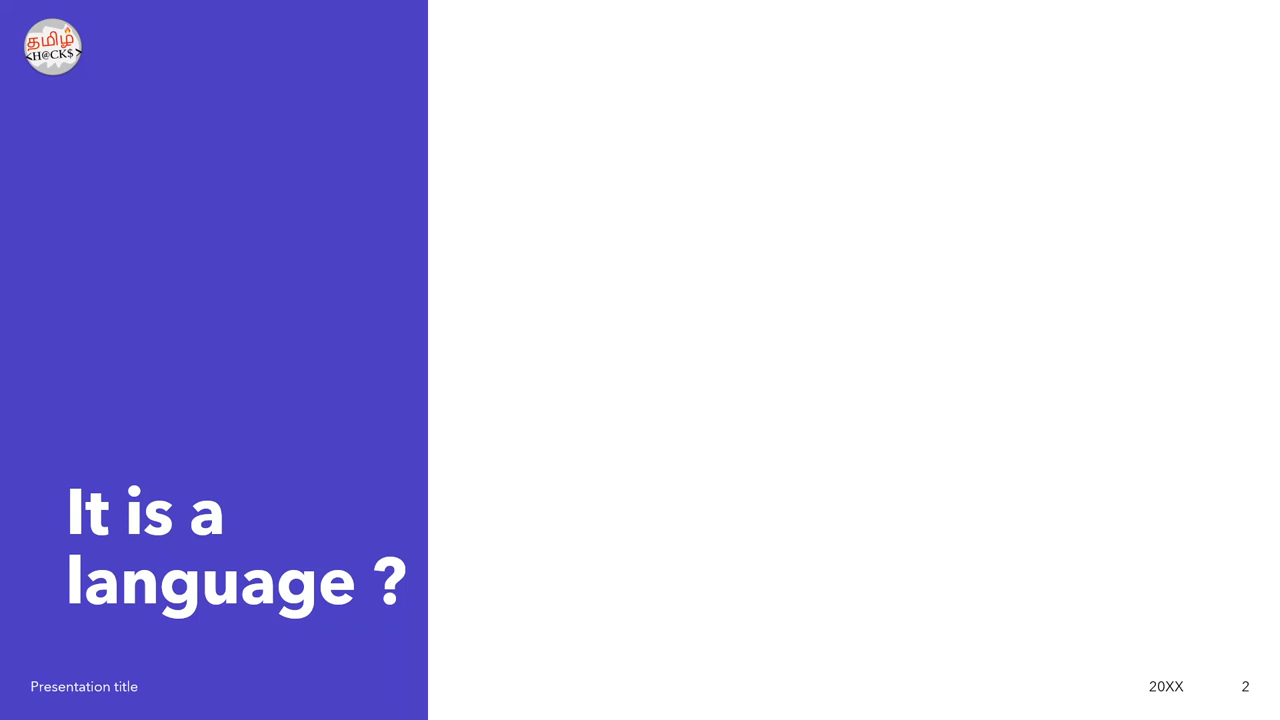 தமிழ்
<H@CK$>
It is a
language ?
Presentation title
20XX
2